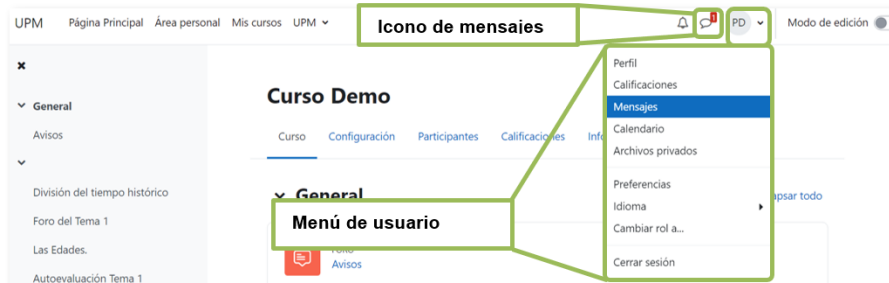 UPM Página Principal Área personal Mis cursos UPM PD Modo de edición
Icono de mensajes
1
Perfil
Calificaciones
Mensajes
Calendario
Archivos privados
Preferencias
Idioma
Cambiar rol a...
Cerrar sesión
General
Avisos
División del tiempo histórico
Foro del Tema 1
Las Edades.
Autoevaluación Tema 1
Curso Demo
Curso Configuración Participantes Calificaciones
General
Menú de usuario
Avisos